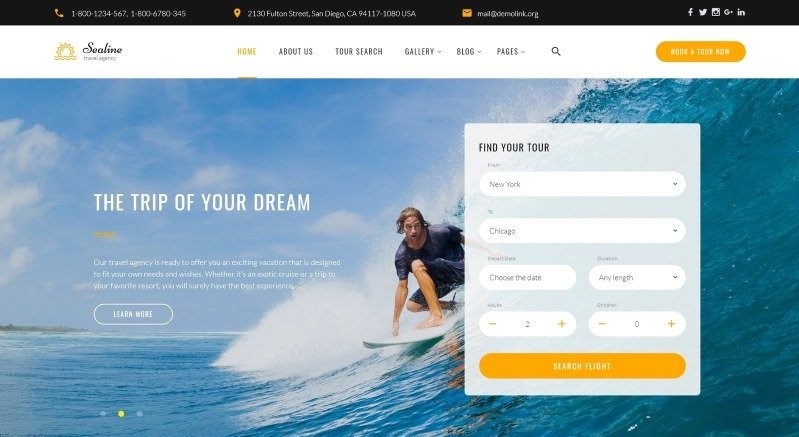 1-800-1234-567, 1-800-6780-345
2130 Fulton Street, San Diego, CA 94117-1080 USA
mail@demolink.org
Sealine
travel agency
HOME
ABOUT US
TOUR SEARCH
GALLERY
BLOG
PAGES
BOOK A TOUR NOW
THE TRIP OF YOUR DREAM
Our travel agency is ready to offer you an exciting vacation that is designed
to fit your own needs and wishes. Whether it's an exotic cruise or a trip to
your favorite resort, you will surely have the best experience.
LEARN MORE
FIND YOUR TOUR
From
New York
To
Chicago
Depart Date
Duration
Choose the date
Any length
Adults
Children
2
0
SEARCH FLIGHT